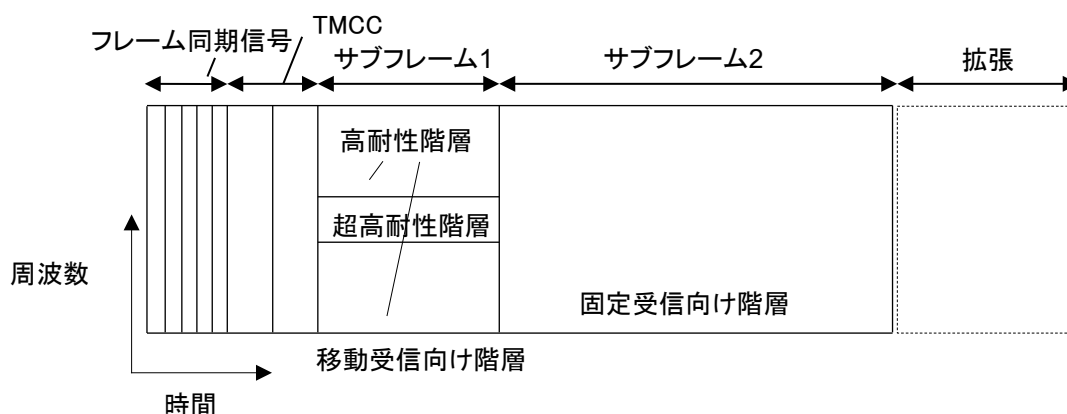 TMCC
フレーム同期信号
サブフレーム1
サブフレーム2
拡張
高耐性階層
超高耐性階層
周波数
固定受信向け階層
移動受信向け階層
時間